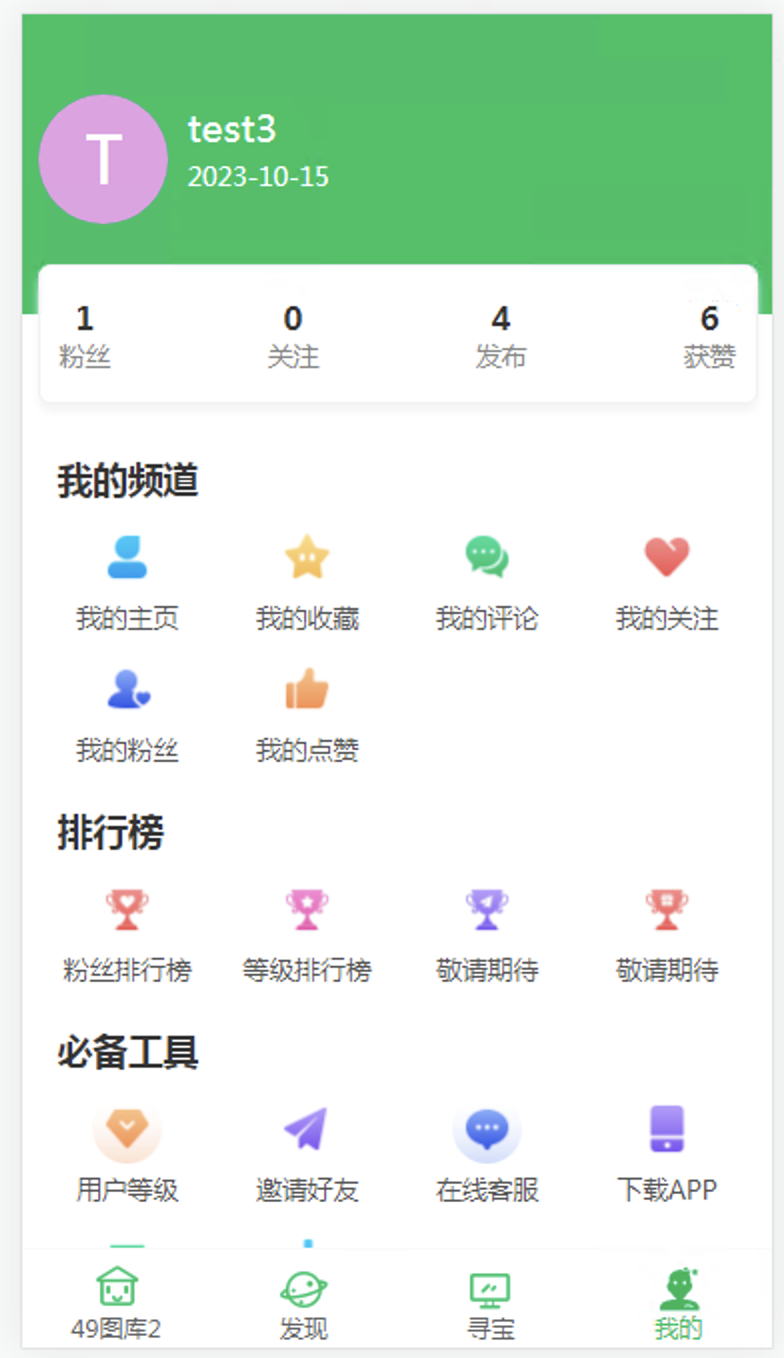 T
test3
2023-10-15
1 0 4 6
粉丝 关注 发布 获赞
我的频道
我的主页 我的收藏 我的评论 我的关注
我的粉丝 我的点赞
排行榜
粉丝排行榜 等级排行榜 敬请期待 敬请期待
必备工具
用户等级 邀请好友 在线客服 下载APP
49图库2 发现 寻宝 我的